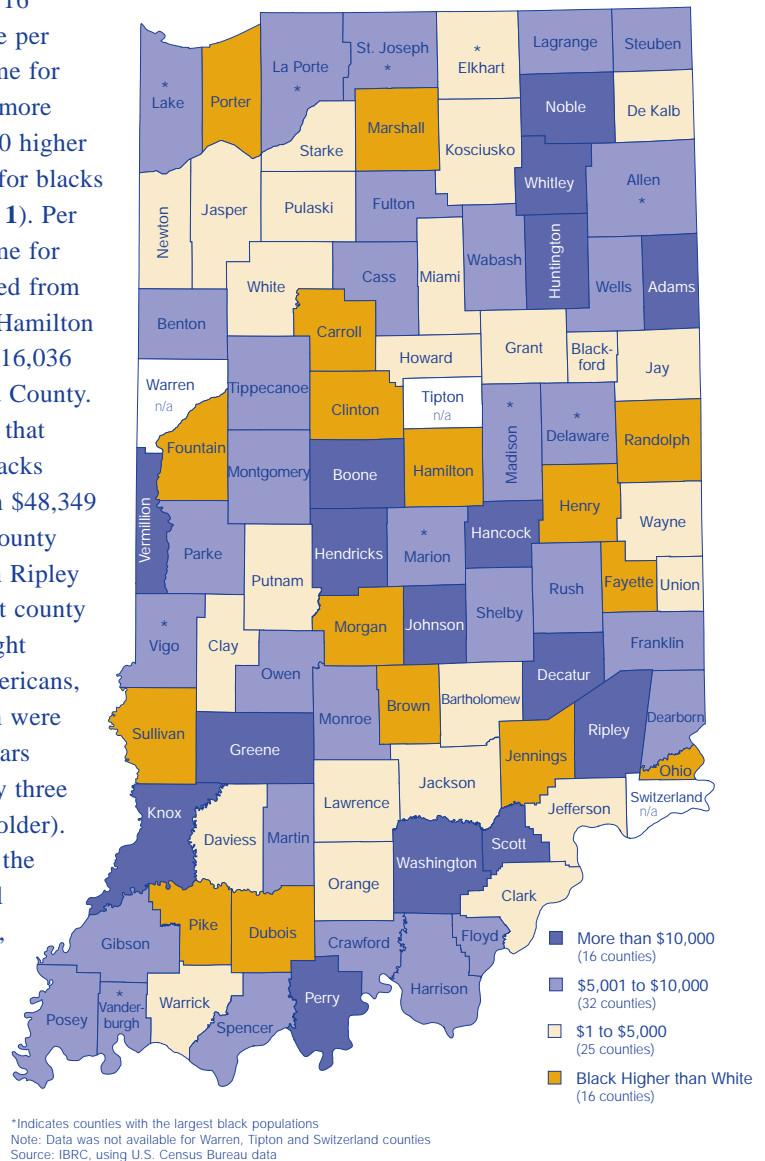 16
e per
me for
more
0 higher
for blacks
1). Per
me for
ed from
Hamilton
16,036
County.
that
acks
$48,349
ounty
Ripley
t county
ght
ericans,
were
ars
y three
older).
the
*
Lake
Porter
La Porte
*
St. Joseph
*
*
Elkhart
Lagrange
Steuben
Noble
De Kalb
Marshall
Starke
Kosciusko
Whitley
Allen
*
Newton
Jasper
Pulaski
Fulton
White
Cass
Miami
Wabash
Huntington
Wells
Adams
Benton
Carroll
Howard
Grant
Black-
ford
Jay
Warren
n/a
Tippecanoe
Clinton
Tipton
n/a
*
Madison
*
Delaware
Randolph
Fountain
Montgomery
Boone
Hamilton
Henry
Wayne
Vermillion
Parke
Putnam
Hendricks
*
Marion
Hancock
Rush
Fayette
Union
*
Vigo
Clay
Owen
Morgan
Johnson
Shelby
Franklin
Decatur
Sullivan
Greene
Monroe
Brown
Bartholomew
Jennings
Ripley
Dearborn
Ohio
Switzerland
n/a
Knox
Daviess
Martin
Lawrence
Jackson
Jefferson
Scott
Washington
Orange
Clark
Gibson
Pike
Dubois
Crawford
Floyd
Harrison
Posey
*
Vander-
burgh
Warrick
Spencer
Perry
More than $10,000
(16 counties)
$5,001 to $10,000
(32 counties)
$1 to $5,000
(25 counties)
Black Higher than White
(16 counties)
*Indicates counties with the largest black populations
Note: Data was not available for Warren, Tipton and Switzerland counties
Source: IBRC, using U.S. Census Bureau data